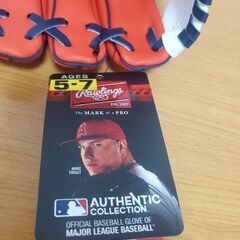 AGES
5-7
Rawlings
EST. 1887
The MARK of a PRO
MIKE
TROUT
AUTHENTIC
COLLECTION™
OFFICIAL BASEBALL GLOVE OF
MAJOR LEAGUE BASEBALL®